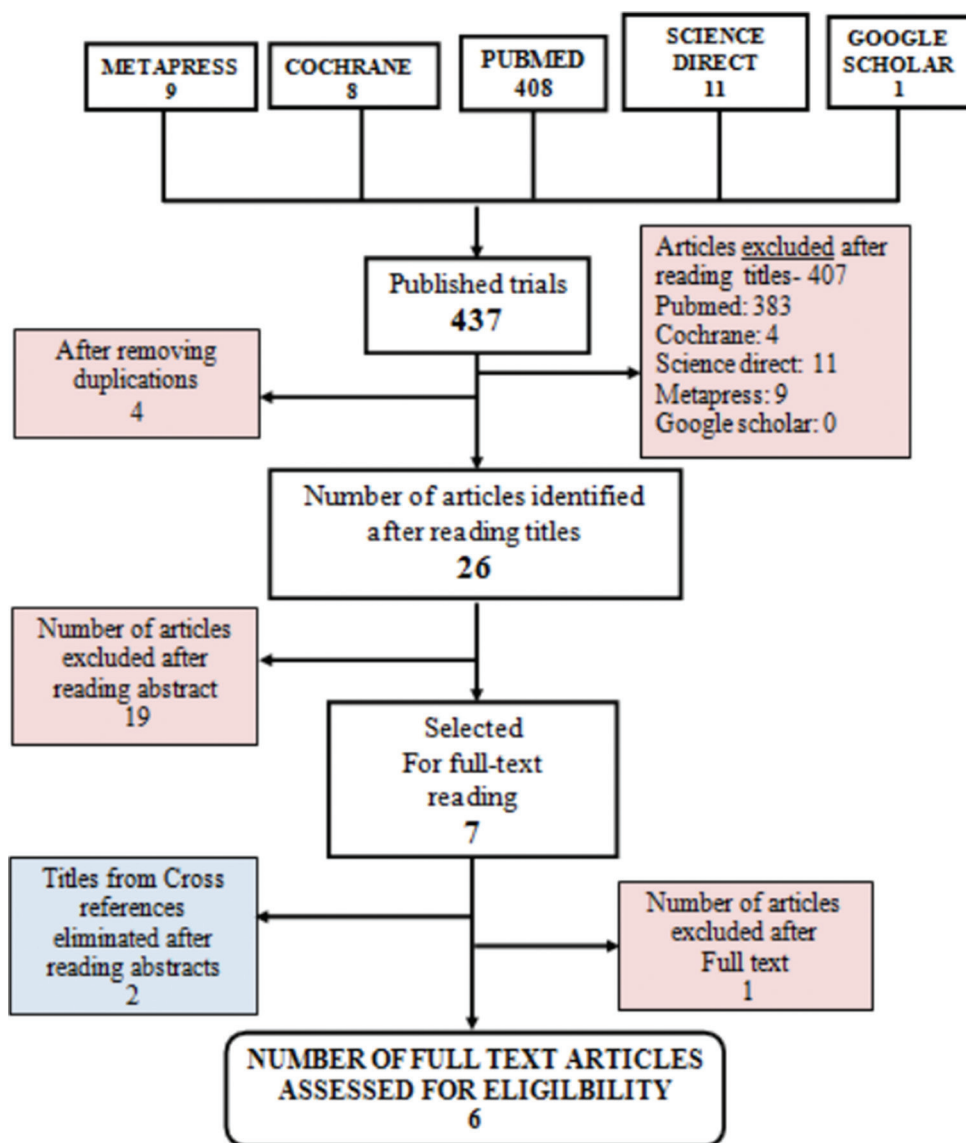 METAPRESS
9
COCHRANE
8
PUBMED
408
SCIENCE
DIRECT
11
GOOGLE
SCHOLAR
1
Published trials
437
Articles excluded after
reading titles- 407
Pubmed: 383
Cochrane: 4
Science direct: 11
Metapress: 9
Google scholar: 0
After removing
duplications
4
Number of articles identified
after reading titles
26
Number of articles
excluded after
reading abstract
19
Selected
For full-text
reading
7
Titles from Cross
references
eliminated after
reading abstracts
2
Number of articles
excluded after
Full text
1
NUMBER OF FULL TEXT ARTICLES
ASSESSED FOR ELIGILBILITY
6